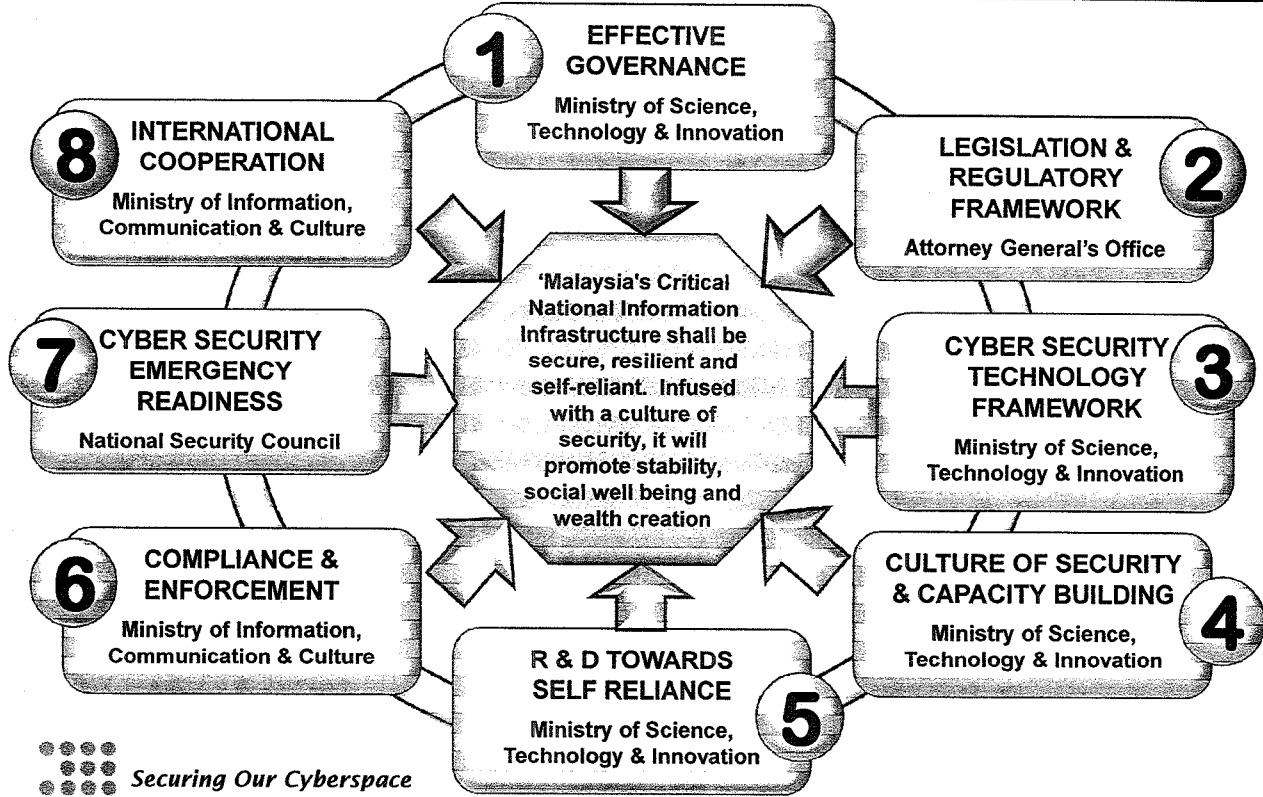 1
EFFECTIVE
GOVERNANCE
Ministry of Science,
Technology & Innovation
2
LEGISLATION &
REGULATORY
FRAMEWORK
Attorney General's Office
3
CYBER SECURITY
TECHNOLOGY
FRAMEWORK
Ministry of Science,
Technology & Innovation
4
CULTURE OF SECURITY
& CAPACITY BUILDING
Ministry of Science,
Technology & Innovation
5
R & D TOWARDS
SELF RELIANCE
Ministry of Science,
Technology & Innovation
6
COMPLIANCE &
ENFORCEMENT
Ministry of Information,
Communication & Culture
7
CYBER SECURITY
EMERGENCY
READINESS
National Security Council
8
INTERNATIONAL
COOPERATION
Ministry of Information,
Communication & Culture
'Malaysia's Critical
National Information
Infrastructure shall be
secure, resilient and
self-reliant. Infused
with a culture of
security, it will
promote stability,
social well being and
wealth creation
Securing Our Cyberspace